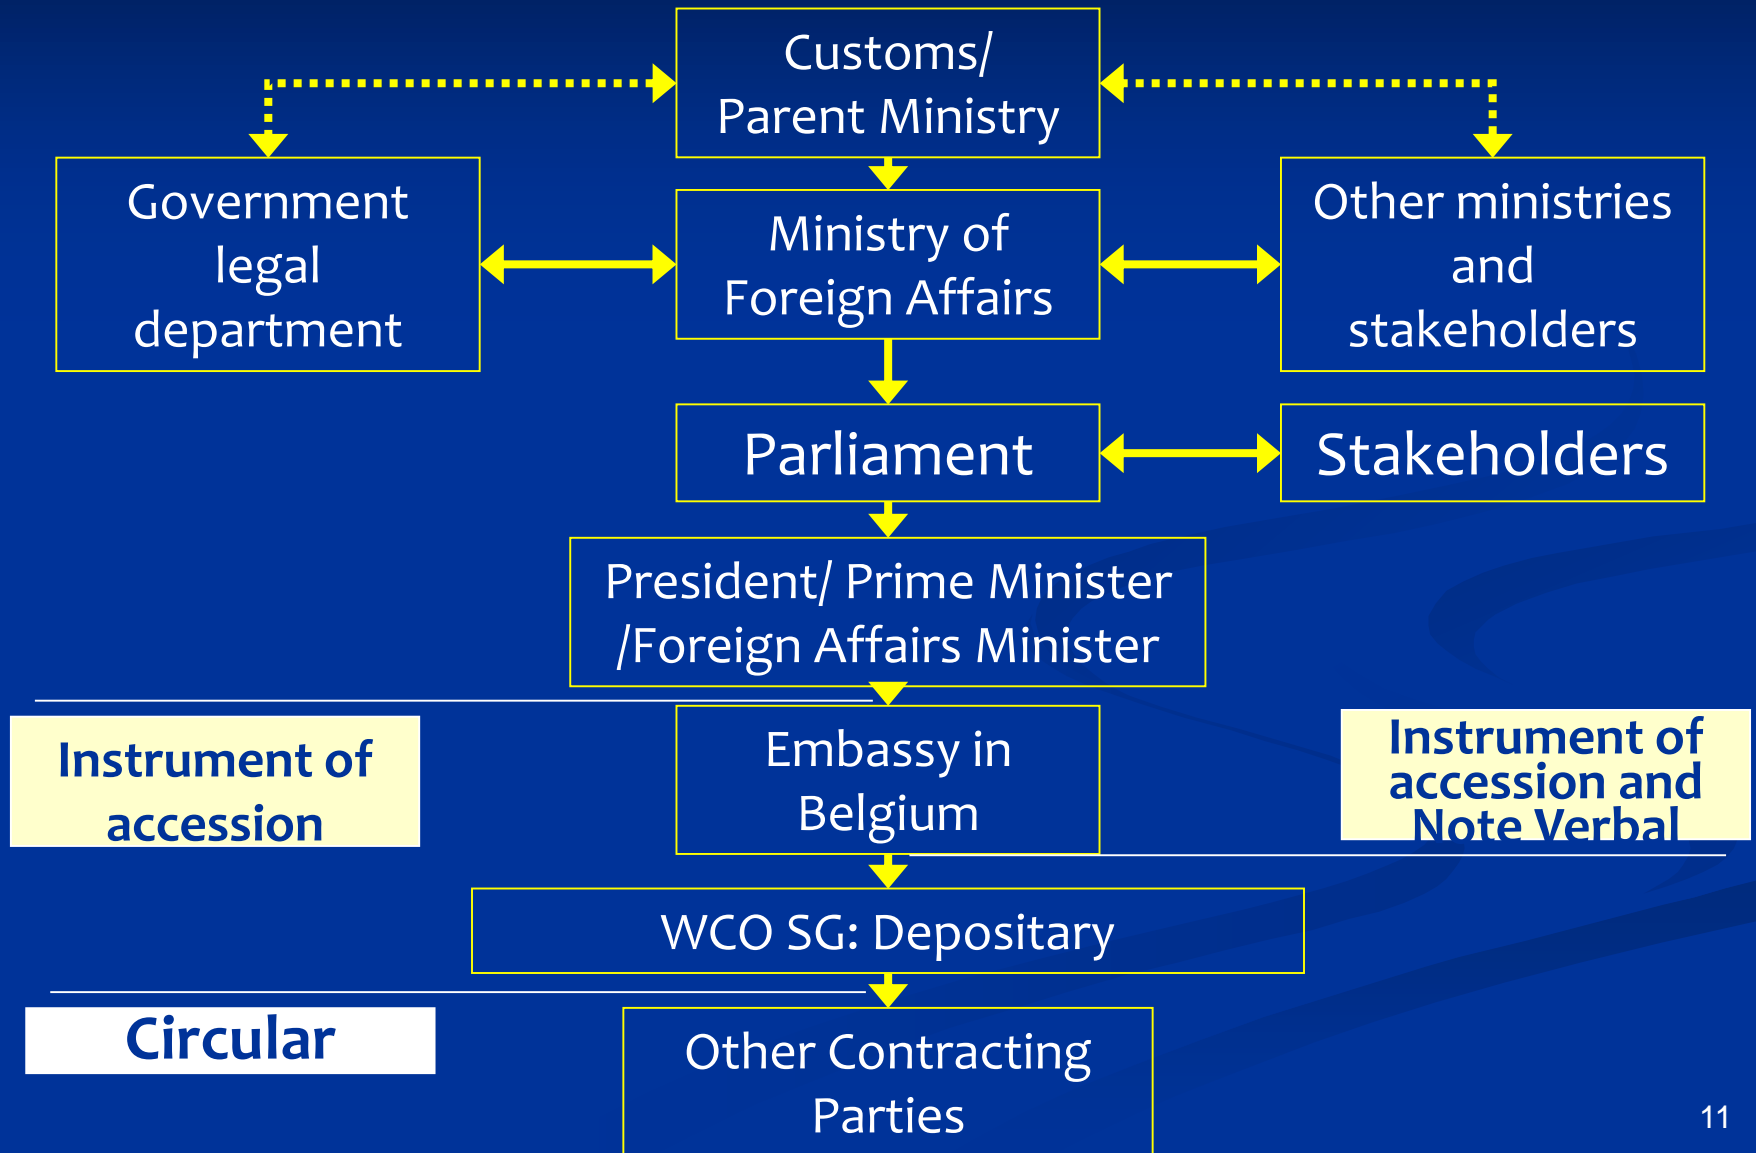 Customs/
Parent Ministry
Government
legal
department
Ministry of
Foreign Affairs
Other ministries
and
stakeholders
Parliament
Stakeholders
President/ Prime Minister
/Foreign Affairs Minister
Instrument of
accession
Embassy in
Belgium
Instrument of
accession and
Note Verbal
WCO SG: Depositary
Circular
Other Contracting
Parties
11